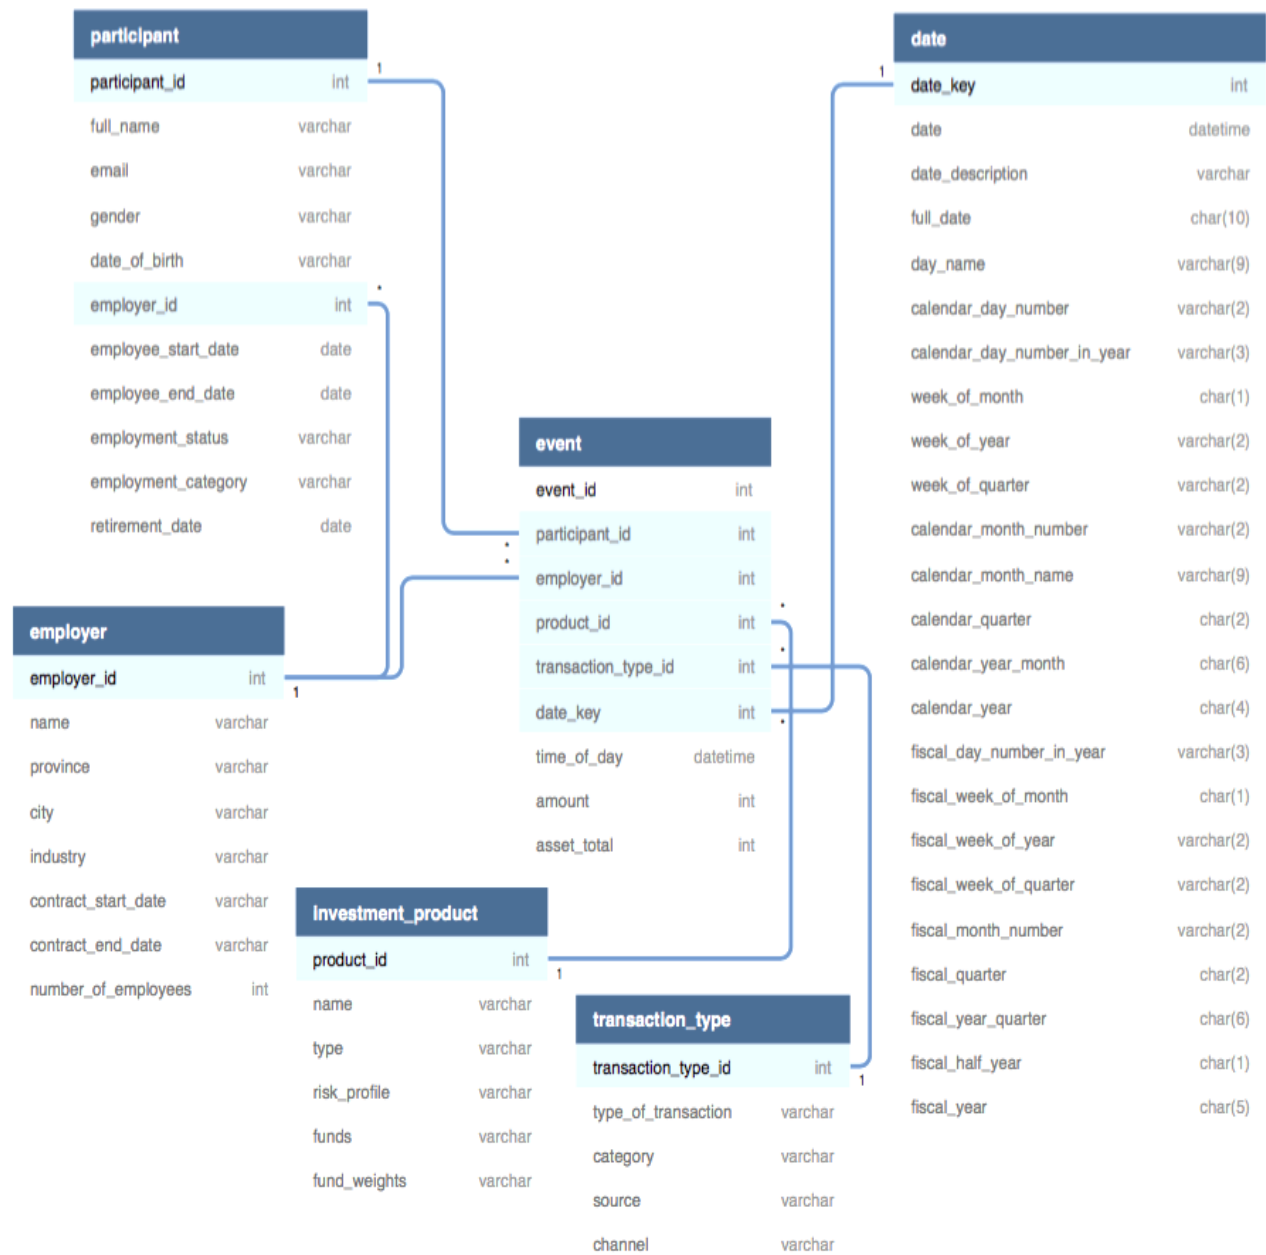 participant
1
participant_id int
full_name varchar
email varchar
gender varchar
date_of_birth varchar
employer_id int
employee_start_date date
employee_end_date date
employment_status varchar
employment_category varchar
retirement_date date
employer
employer_id int
1
name varchar
province varchar
city varchar
industry varchar
contract_start_date varchar
contract_end_date varchar
number_of_employees int
event
event_id int
participant_id int
*
*
employer_id int
*
product_id int
*
transaction_type_id int
date_key int
*
time_of_day datetime
amount int
asset_total int
investment_product
product_id int
1
name varchar
type varchar
risk_profile varchar
funds varchar
fund_weights varchar
transaction_type
transaction_type_id int
1
type_of_transaction varchar
category varchar
source varchar
channel varchar
date
1
date_key int
date datetime
date_description varchar
full_date char(10)
day_name varchar(9)
calendar_day_number varchar(2)
calendar_day_number_in_year varchar(3)
week_of_month char(1)
week_of_year varchar(2)
week_of_quarter varchar(2)
calendar_month_number varchar(2)
calendar_month_name varchar(9)
calendar_quarter char(2)
calendar_year_month char(6)
calendar_year char(4)
fiscal_day_number_in_year varchar(3)
fiscal_week_of_month char(1)
fiscal_week_of_year varchar(2)
fiscal_week_of_quarter varchar(2)
fiscal_month_number varchar(2)
fiscal_quarter char(2)
fiscal_year_quarter char(6)
fiscal_half_year char(1)
fiscal_year char(5)